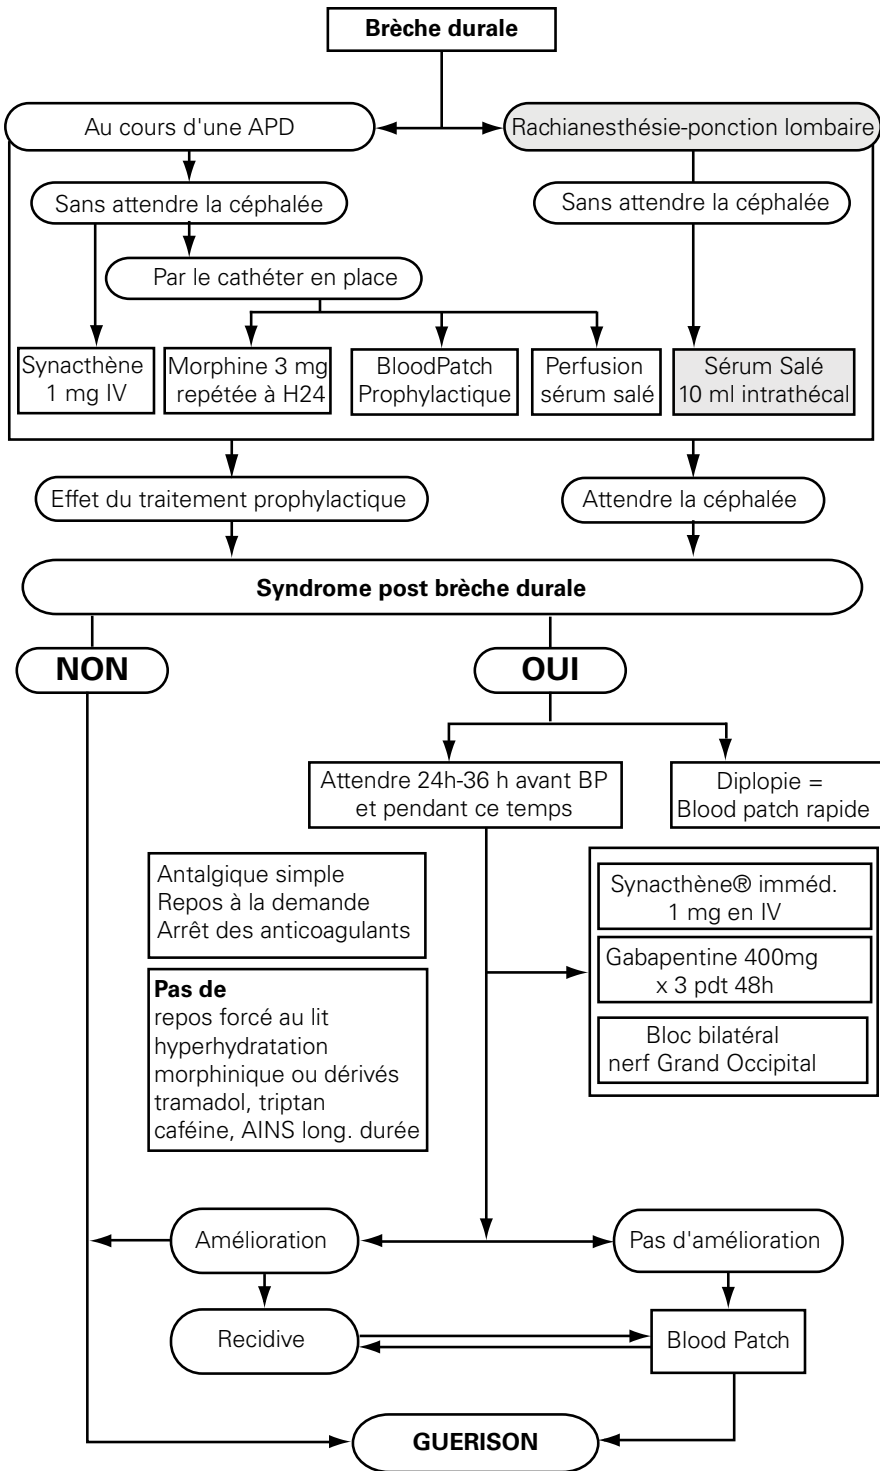 Brèche durale
Au cours d'une APD
Rachianesthésie-ponction lombaire
Sans attendre la céphalée
Sans attendre la céphalée
Par le cathéter en place
Synacthène
1 mg IV
Morphine 3 mg
repétée à H24
BloodPatch
Prophylactique
Perfusion
sérum salé
Sérum Salé
10 ml intrathécal
Effet du traitement prophylactique
Attendre la céphalée
Syndrome post brèche durale
NON
OUI
Attendre 24h-36 h avant BP
et pendant ce temps
Diplopie =
Blood patch rapide
Antalgique simple
Repos à la demande
Arrêt des anticoagulants
Pas de
repos forcé au lit
hyperhydratation
morphinique ou dérivés
tramadol, triptan
caféine, AINS long. durée
Synacthène® imméd.
1 mg en IV
Gabapentine 400mg
x 3 pdt 48h
Bloc bilatéral
nerf Grand Occipital
Amélioration
Pas d'amélioration
Recidive
Blood Patch
GUERISON